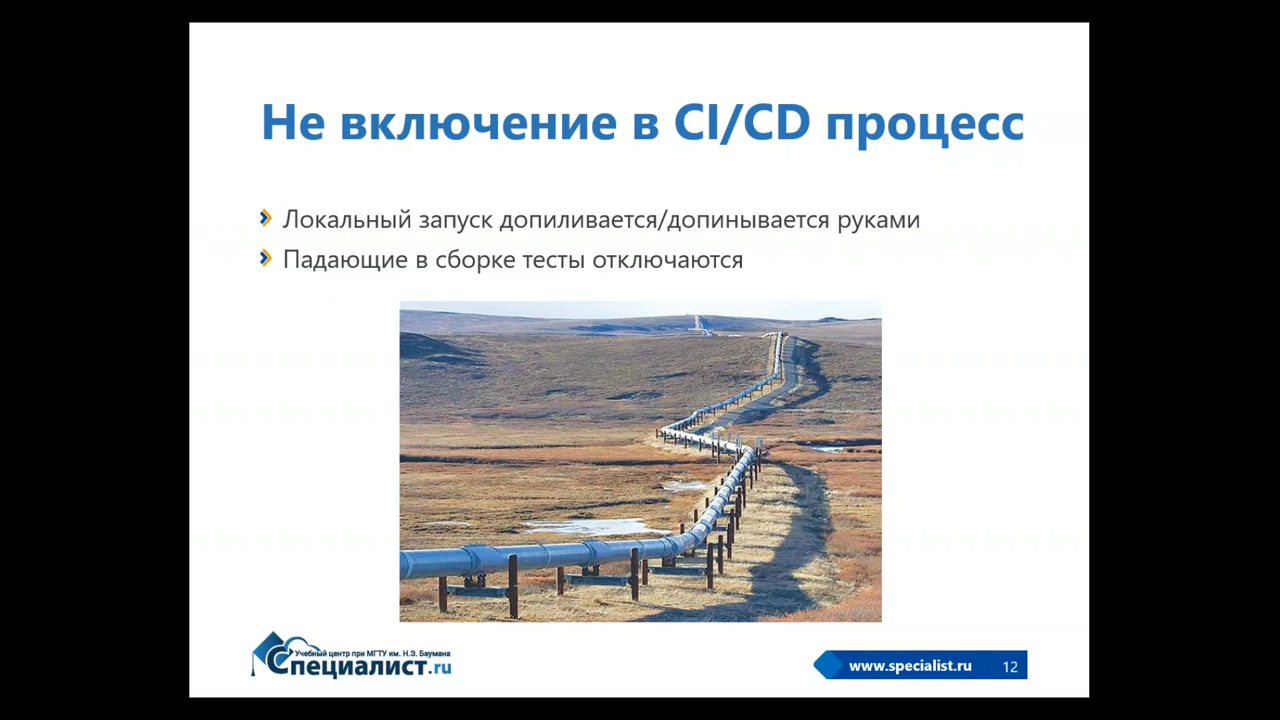 Не включение в CI/CD процесс
Локальный запуск допиливается/допинывается руками
Падающие в сборке тесты отключаются
Учебный центр при МГТУ им. Н.Э. Баумана
Специалист.ru
www.specialist.ru 12